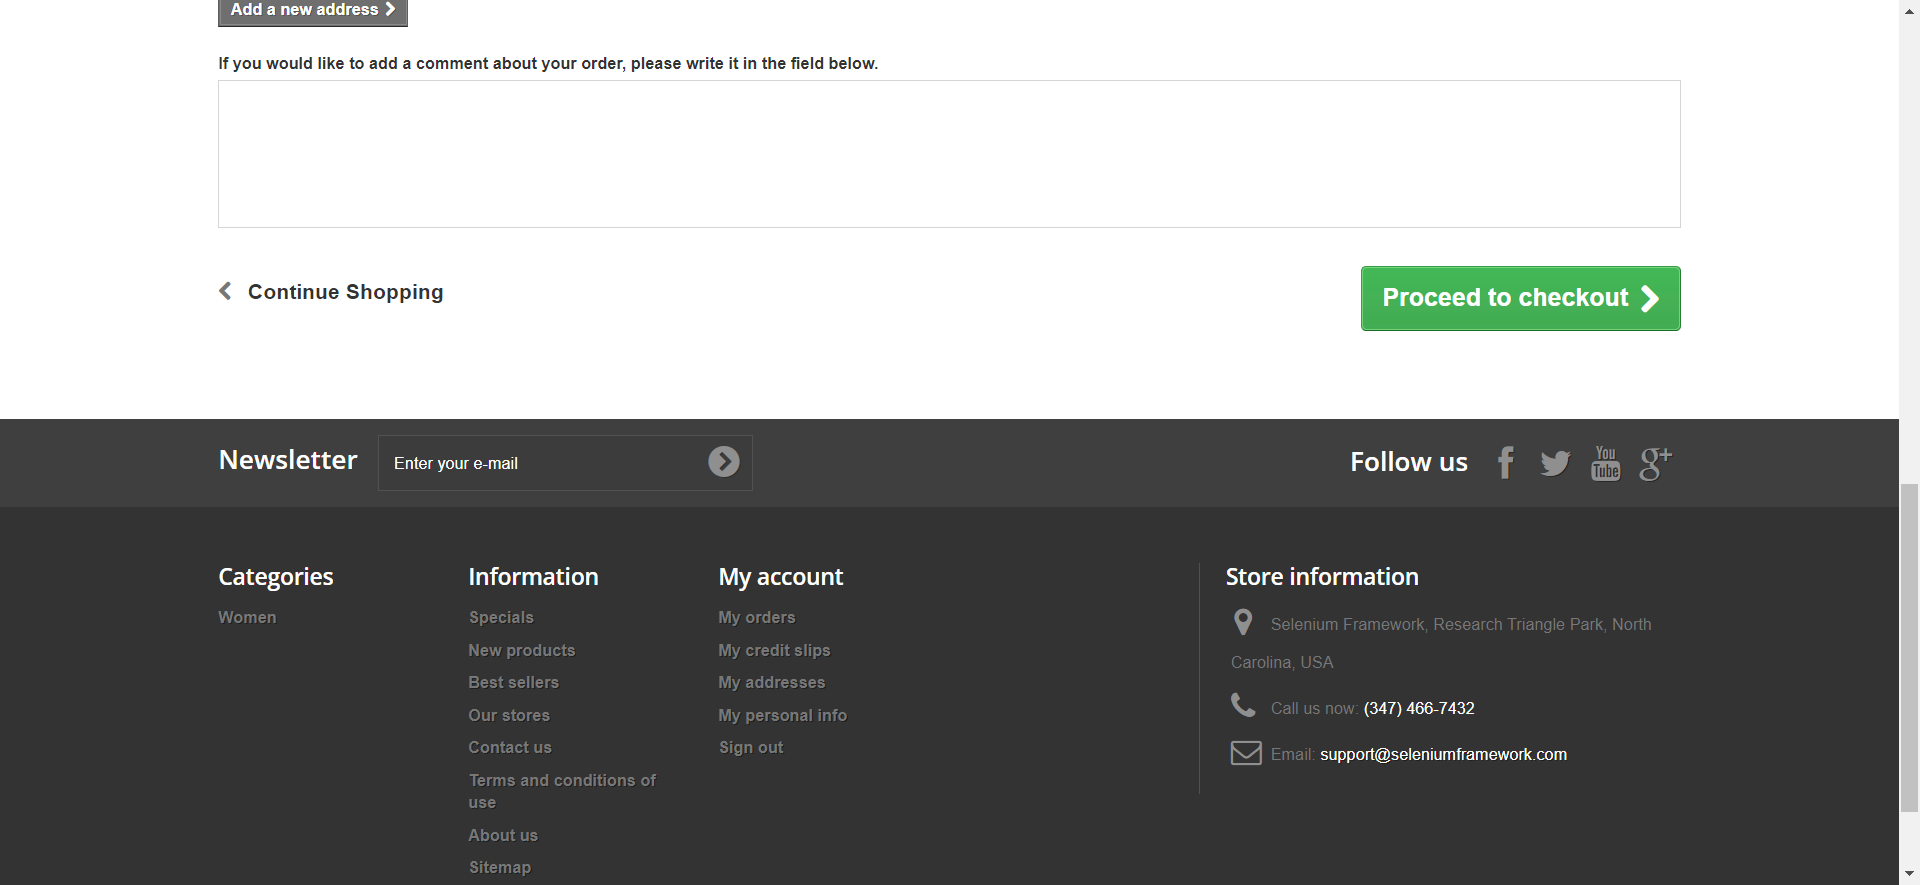 Add a new address
If you would like to add a comment about your order, please write it in the field below.
Continue Shopping
Proceed to checkout
Newsletter
Enter your e-mail
Follow us
You
Tube
g+
Categories
Women
Information
Specials
New products
Best sellers
Our stores
Contact us
Terms and conditions of
use
About us
Sitemap
My account
My orders
My credit slips
My addresses
My personal info
Sign out
Store information
Selenium Framework, Research Triangle Park, North
Carolina, USA
Call us now: (347) 466-7432
Email: support@seleniumframework.com